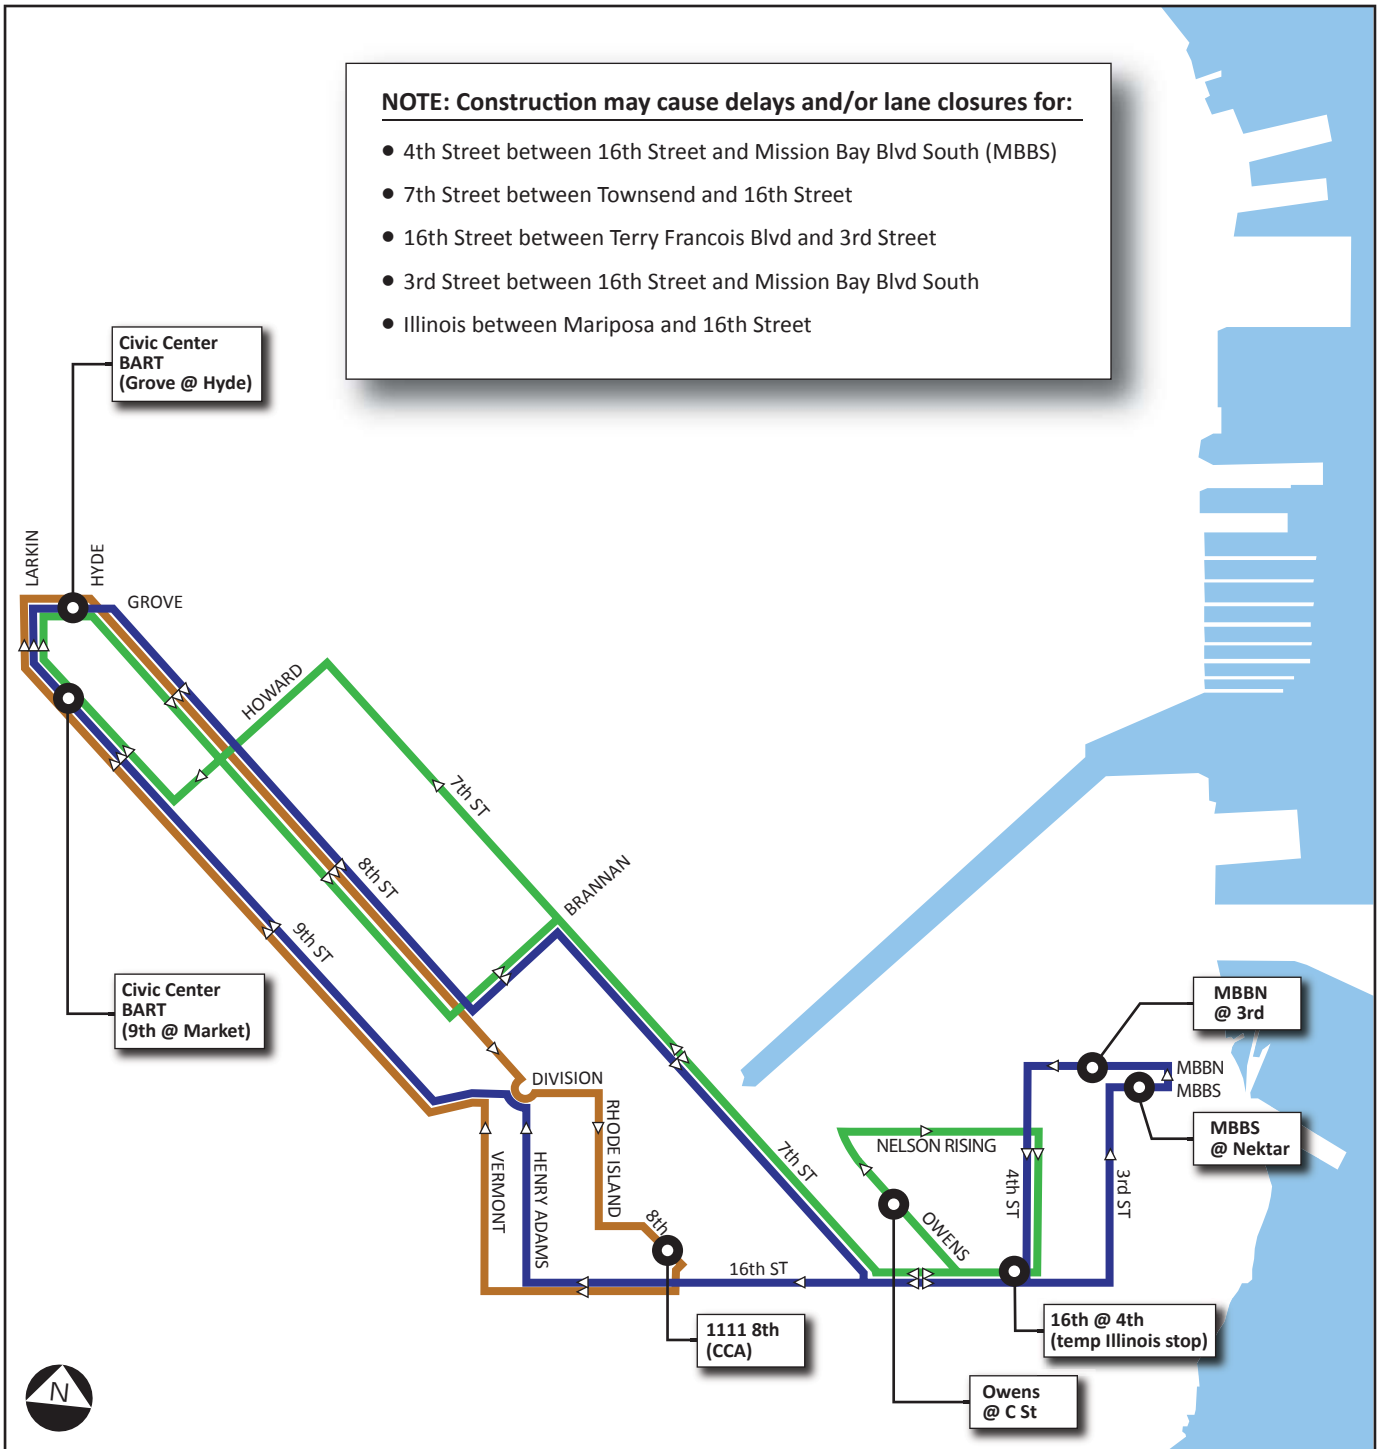 NOTE: Construction may cause delays and/or lane closures for:
● 4th Street between 16th Street and Mission Bay Blvd South (MBBS)
● 7th Street between Townsend and 16th Street
● 16th Street between Terry Francois Blvd and 3rd Street
● 3rd Street between 16th Street and Mission Bay Blvd South
● Illinois between Mariposa and 16th Street
Civic Center
BART
(Grove @ Hyde)
LARKIN
HYDE
GROVE
HOWARD
7th ST
8th ST
BRANNAN
9th ST
Civic Center
BART
(9th @ Market)
MBBN
@ 3rd
MBBN
MBBS
DIVISION
RHODE ISLAND
VERMONT
HENRY ADAMS
8th
7th ST
NELSON RISING
OWENS
4th ST
3rd ST
MBBS
@ Nektar
16th ST
1111 8th
(CCA)
16th @ 4th
(temp Illinois stop)
Owens
@ C St
N